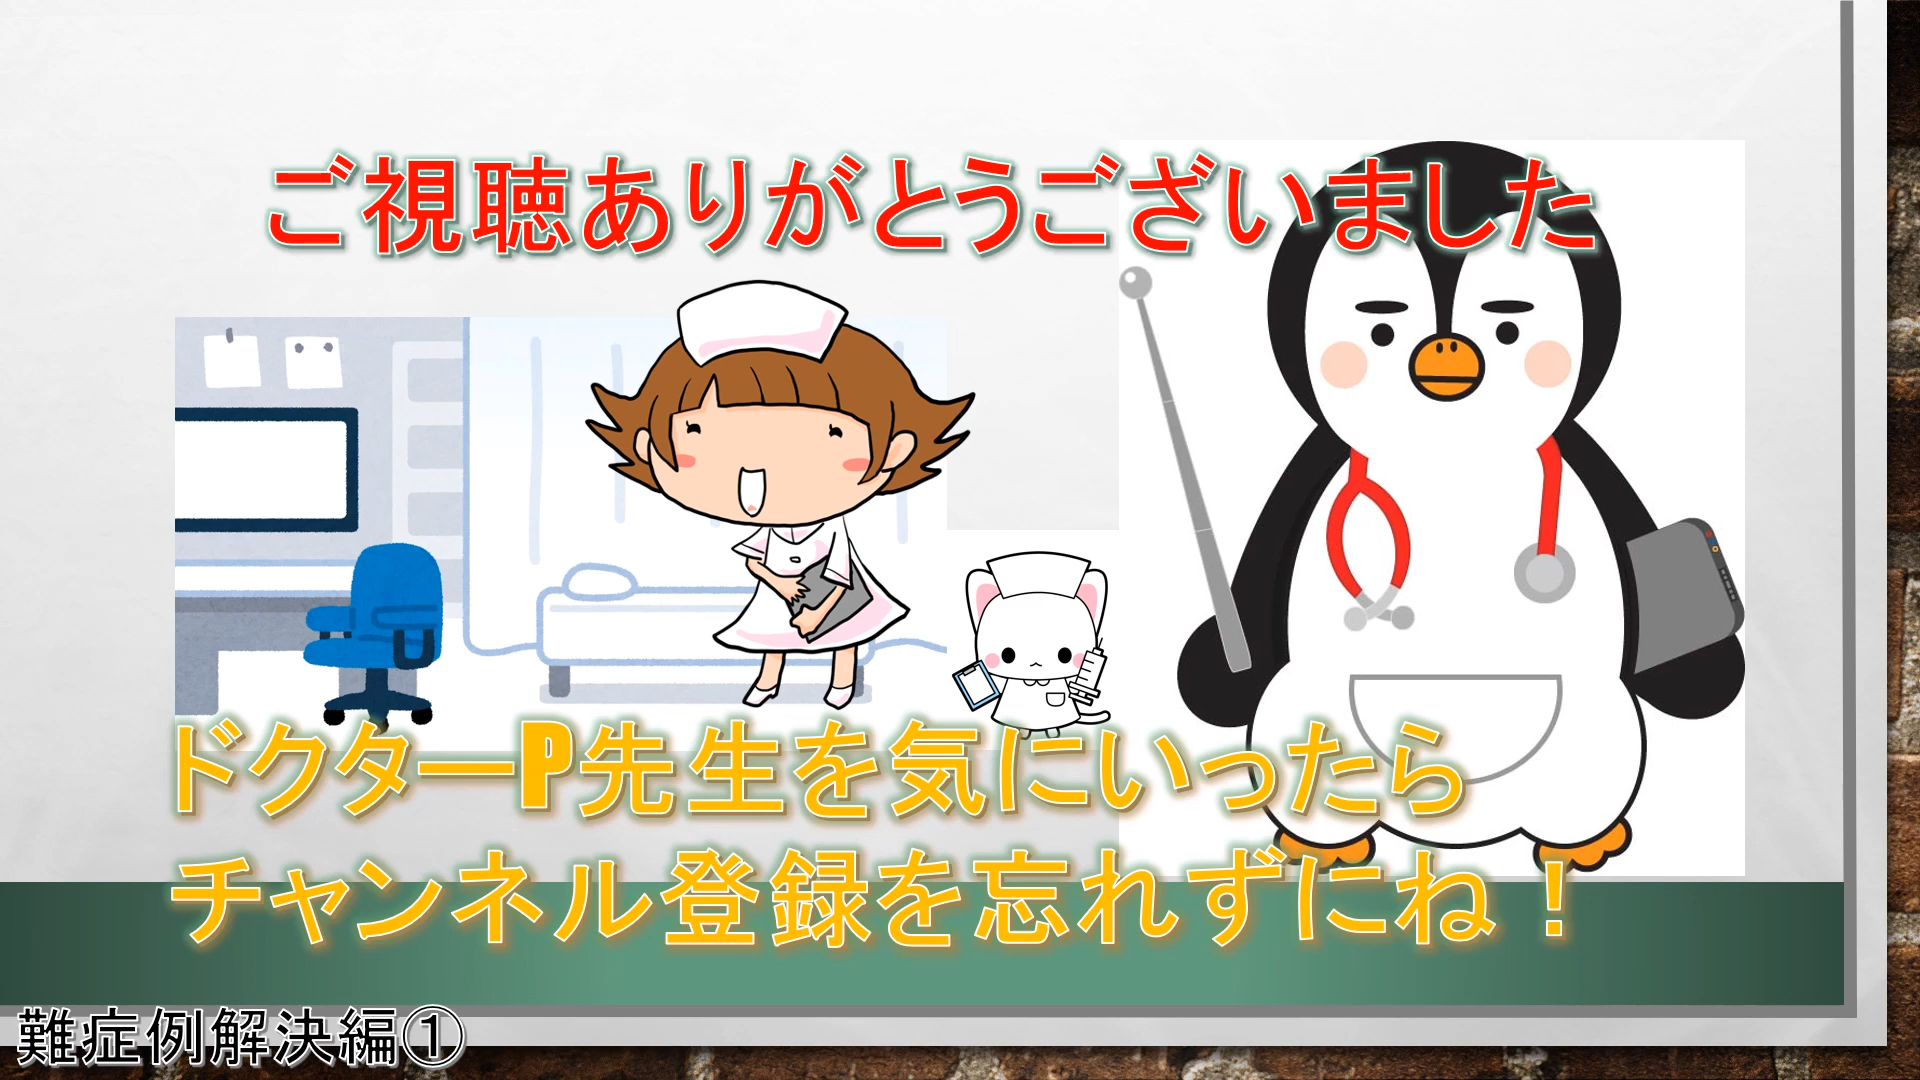 ご視聴ありがとうございました
ドクターP先生を気にいったら
チャンネル登録を忘れずにね！
難症例解決編①